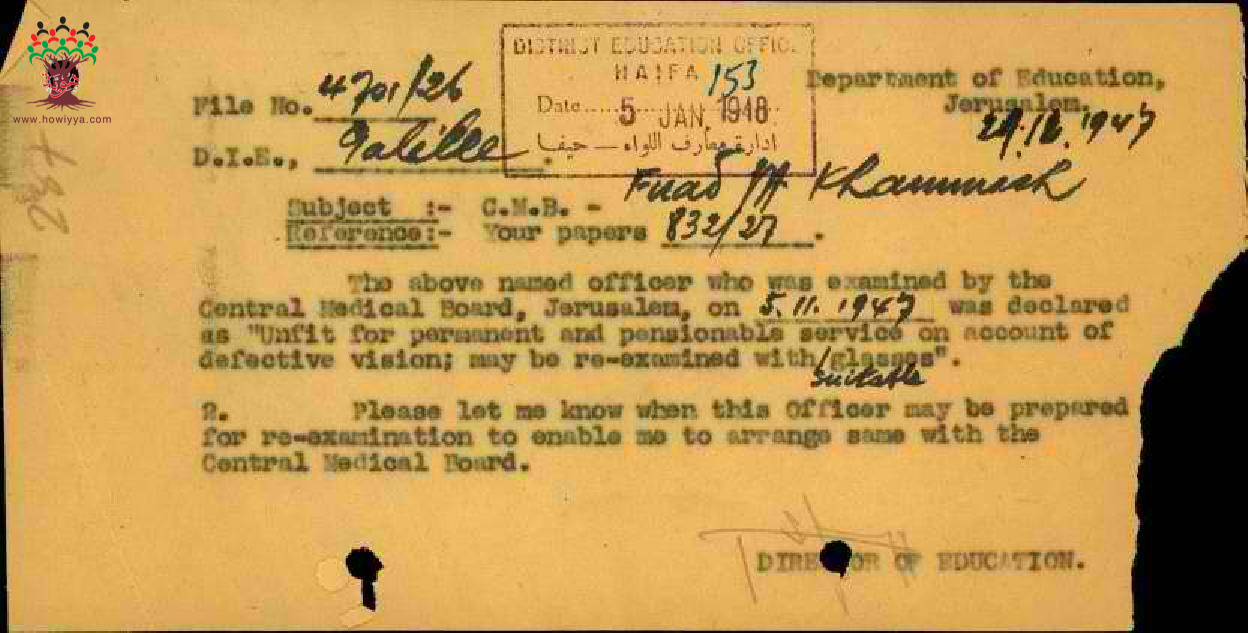 www.howiyya.com
DISTRICT EDUCATION OFFICE
HAIFA 153
Date..... 5 JAN 1948
ادارة معارف اللواء — حيفا
Department of Education,
Jerusalem.
29.12.1947
File No. 4701/26
D.I.E., Galilee.
Subject :- C.M.B. - Fuad Khammash
Reference:- Your papers 832/27.
The above named officer who was examined by the
Central Medical Board, Jerusalem, on 5.11.1947 was declared
as "Unfit for permanent and pensionable service on account of
defective vision; may be re-examined with/glasses".
suitable
2. Please let me know when this Officer may be prepared
for re-examination to enable me to arrange same with the
Central Medical Board.
DIRECTOR OF EDUCATION.